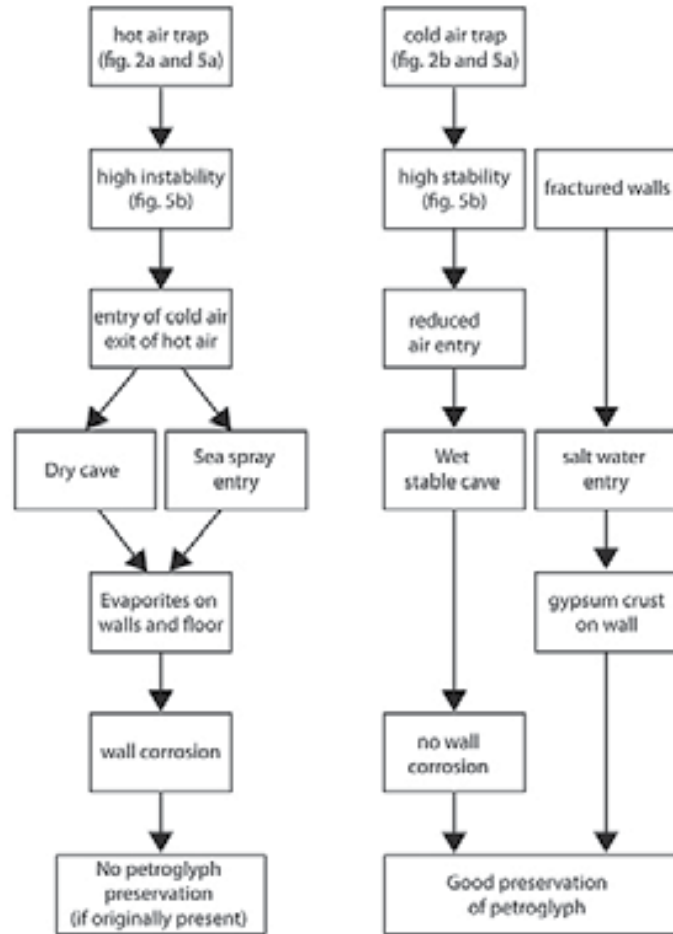 hot air trap
(fig. 2a and 5a)
high instability
(fig. 5b)
entry of cold air
exit of hot air
Dry cave
Sea spray
entry
Evaporites on
walls and floor
wall corrosion
No petroglyph
preservation
(if originally present)
cold air trap
(fig. 2b and 5a)
high stability
(fig. 5b)
reduced
air entry
Wet
stable cave
no wall
corrosion
fractured walls
salt water
entry
gypsum crust
on wall
Good preservation
of petroglyph